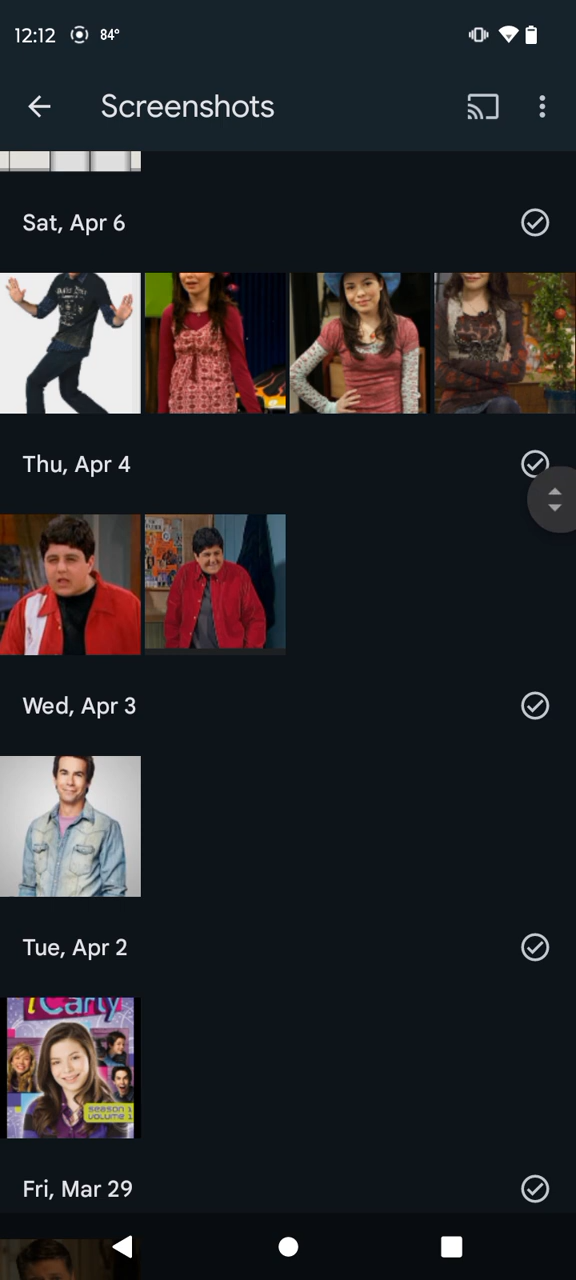 12:12 84°
Screenshots
Sat, Apr 6
Thu, Apr 4
Wed, Apr 3
Tue, Apr 2
iCarly
SEASON 1
VOLUME 1
Fri, Mar 29